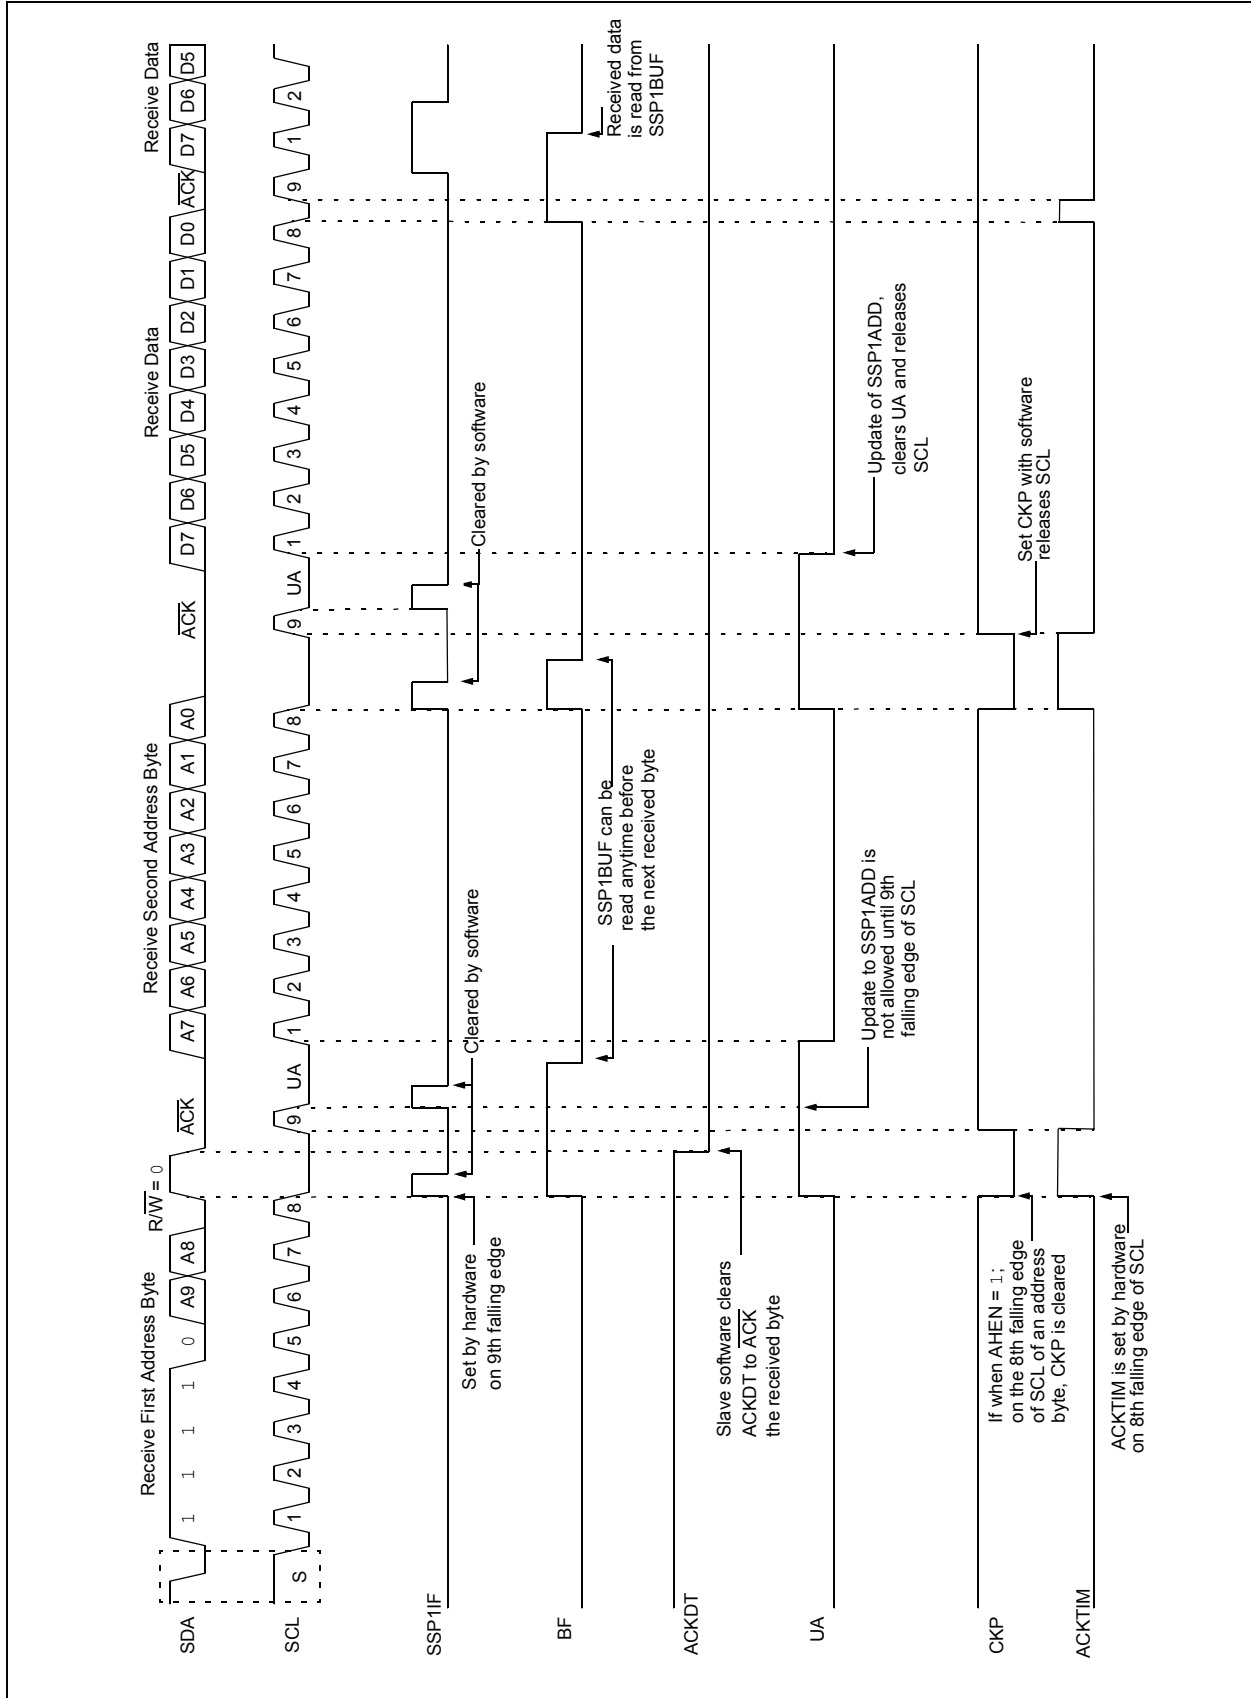 Receive First Address Byte
R/W = 0
Receive Second Address Byte
Receive Data
Receive Data
SDA
1 1 1 1 0 A9 A8 ACK A7 A6 A5 A4 A3 A2 A1 A0 ACK D7 D6 D5 D4 D3 D2 D1 D0 ACK D7 D6 D5
SCL
S 1 2 3 4 5 6 7 8 9 UA 1 2 3 4 5 6 7 8 9 UA 1 2 3 4 5 6 7 8 9 1 2
SSP1IF
Set by hardware
on 9th falling edge
Cleared by software
Cleared by software
BF
SSP1BUF can be
read anytime before
the next received byte
Received data
is read from
SSP1BUF
ACKDT
Slave software clears
ACKDT to ACK
the received byte
UA
Update to SSP1ADD is
not allowed until 9th
falling edge of SCL
Update of SSP1ADD,
clears UA and releases
SCL
CKP
If when AHEN = 1;
on the 8th falling edge
of SCL of an address
byte, CKP is cleared
Set CKP with software
releases SCL
ACKTIM
ACKTIM is set by hardware
on 8th falling edge of SCL